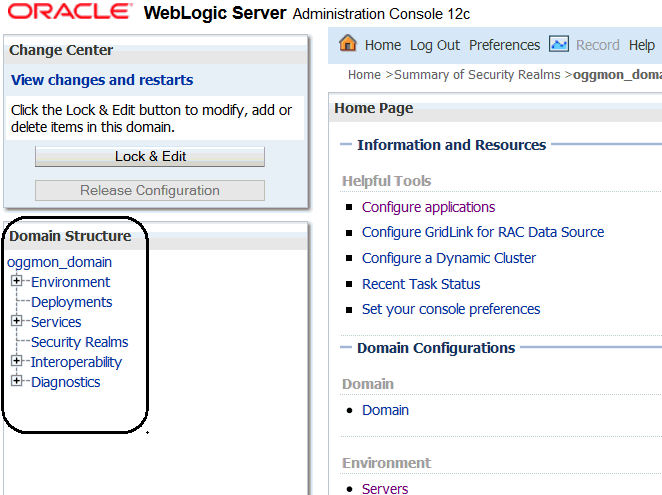 ORACLE WebLogic Server Administration Console 12c
Change Center
View changes and restarts
Click the Lock & Edit button to modify, add or
delete items in this domain.
Lock & Edit
Release Configuration
Domain Structure
oggmon_domain
Environment
Deployments
Services
Security Realms
Interoperability
Diagnostics
Home Log Out Preferences Record Help
Home >Summary of Security Realms >oggmon_doma
Home Page
Information and Resources
Helpful Tools
Configure applications
Configure GridLink for RAC Data Source
Configure a Dynamic Cluster
Recent Task Status
Set your console preferences
Domain Configurations
Domain
Domain
Environment
Servers